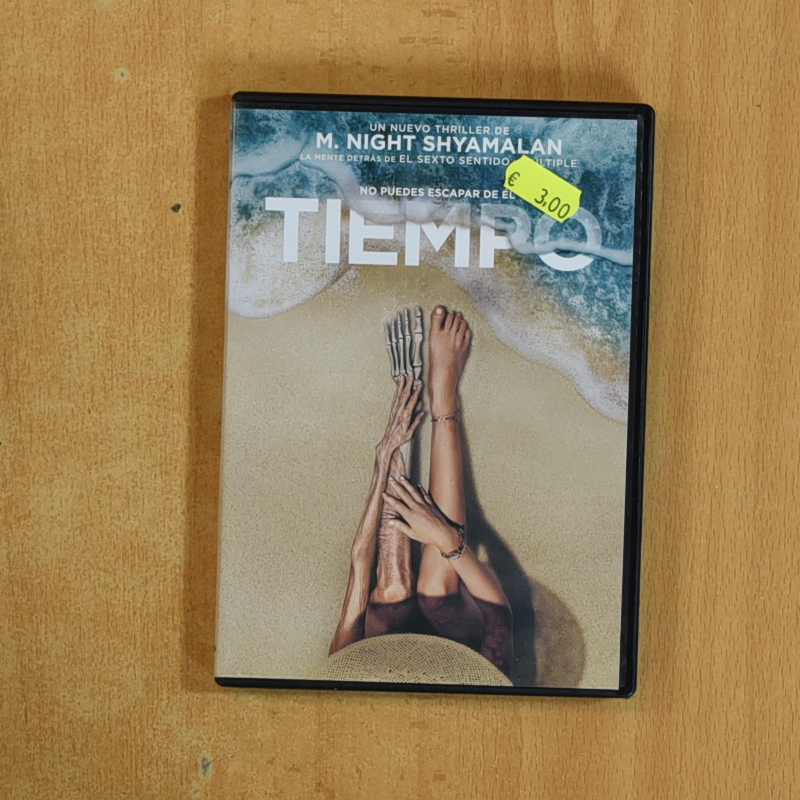 UN NUEVO THRILLER DE
M. NIGHT SHYAMALAN
LA MENTE DETRÁS DE EL SEXTO SENTIDO
NO PUEDES ESCAPAR DE ÉL
€ 3,00
TIEMPO